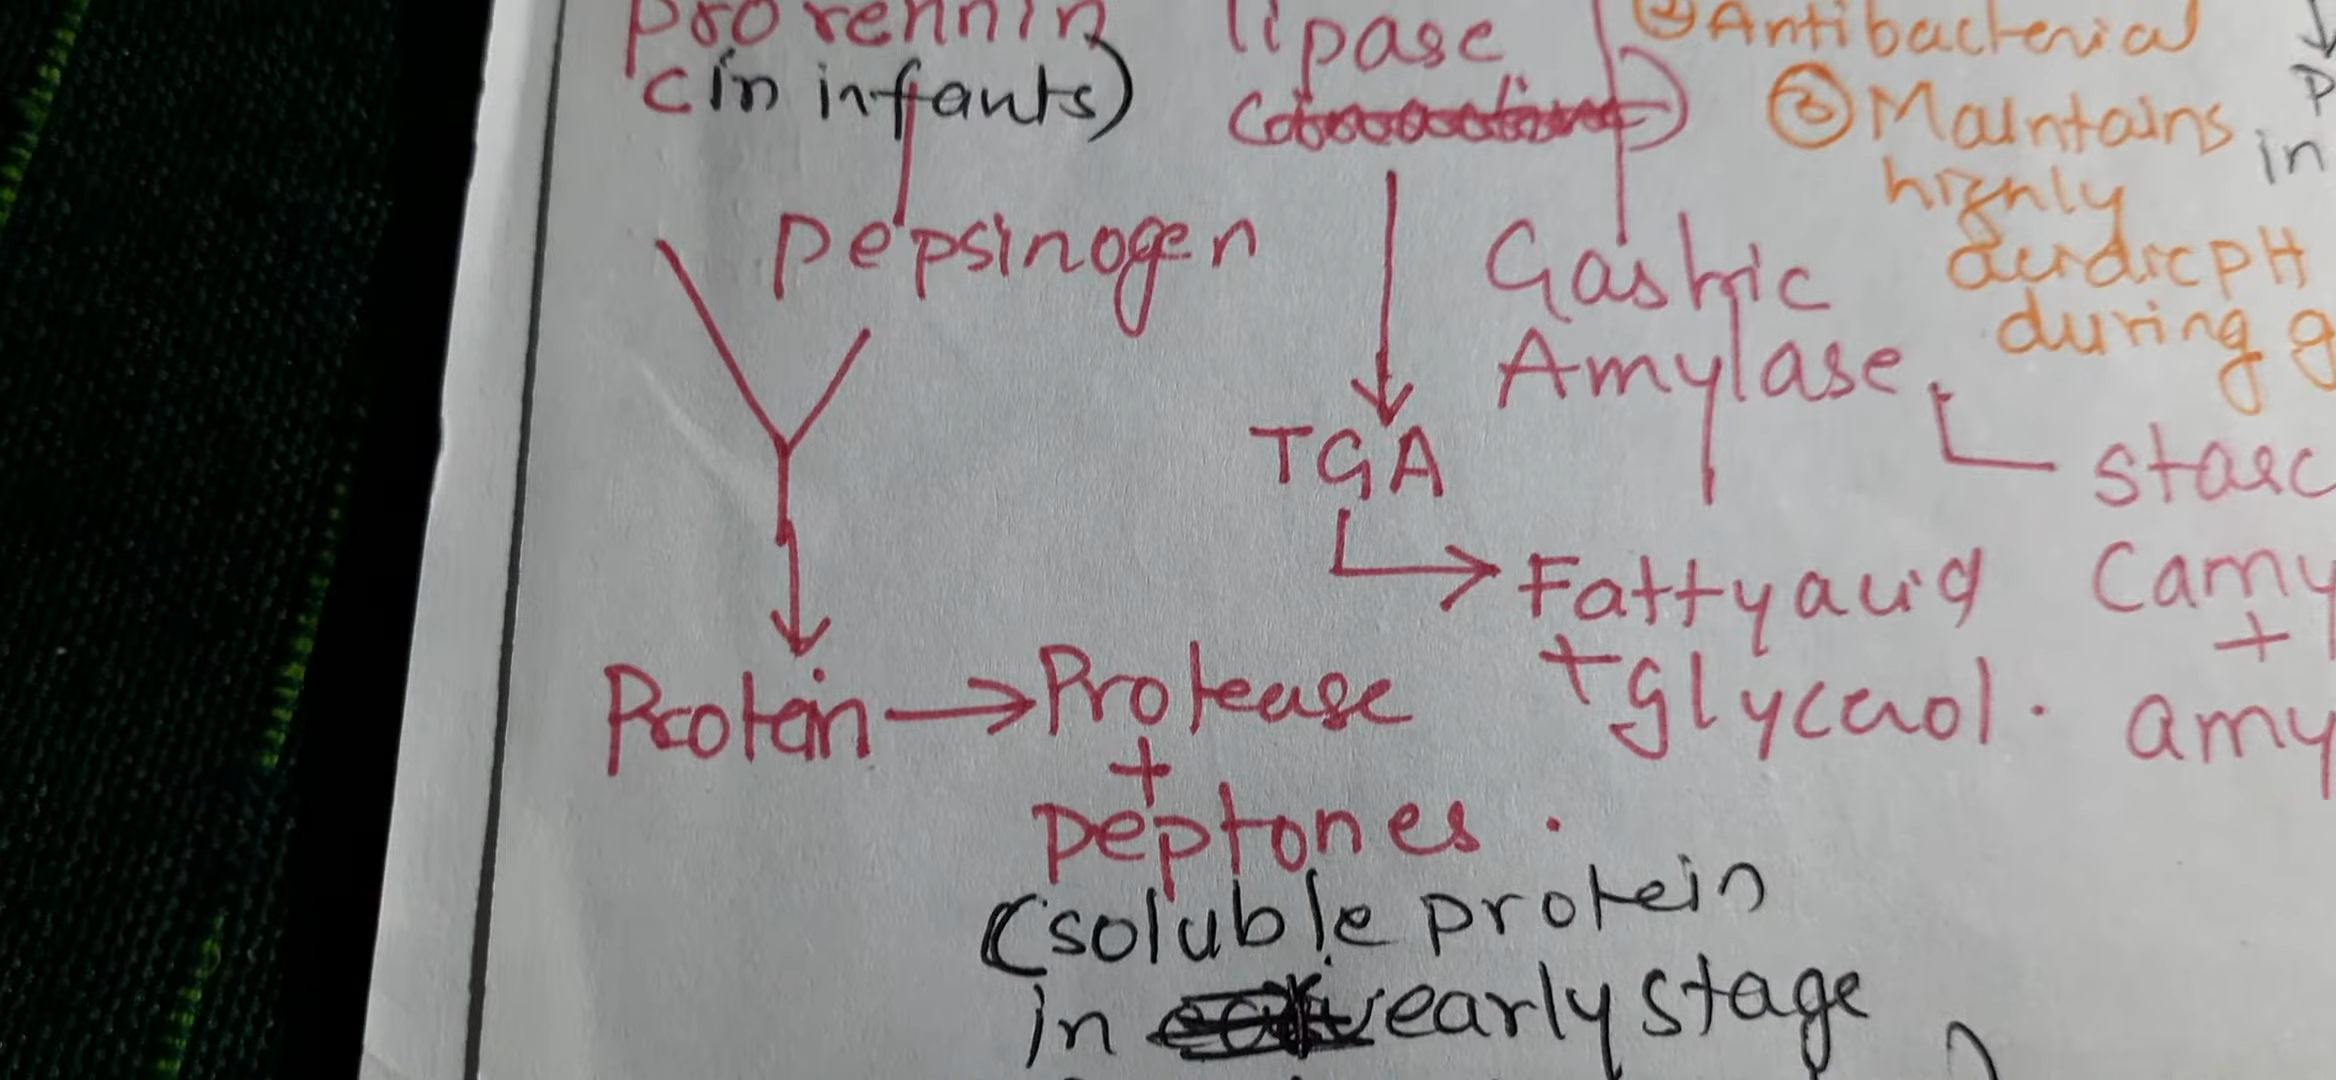 prorennin
(in infants)
Pepsinogen
Protein → Protease
+
peptones.
(soluble protein
in early stage
lipase
TGA
Fatty acid
+ glycerol.
Gastric
Amylase
starc
Camy
+
amy
② Antibacterial
③ Maintains
highly
acidic pH
during g
P
in